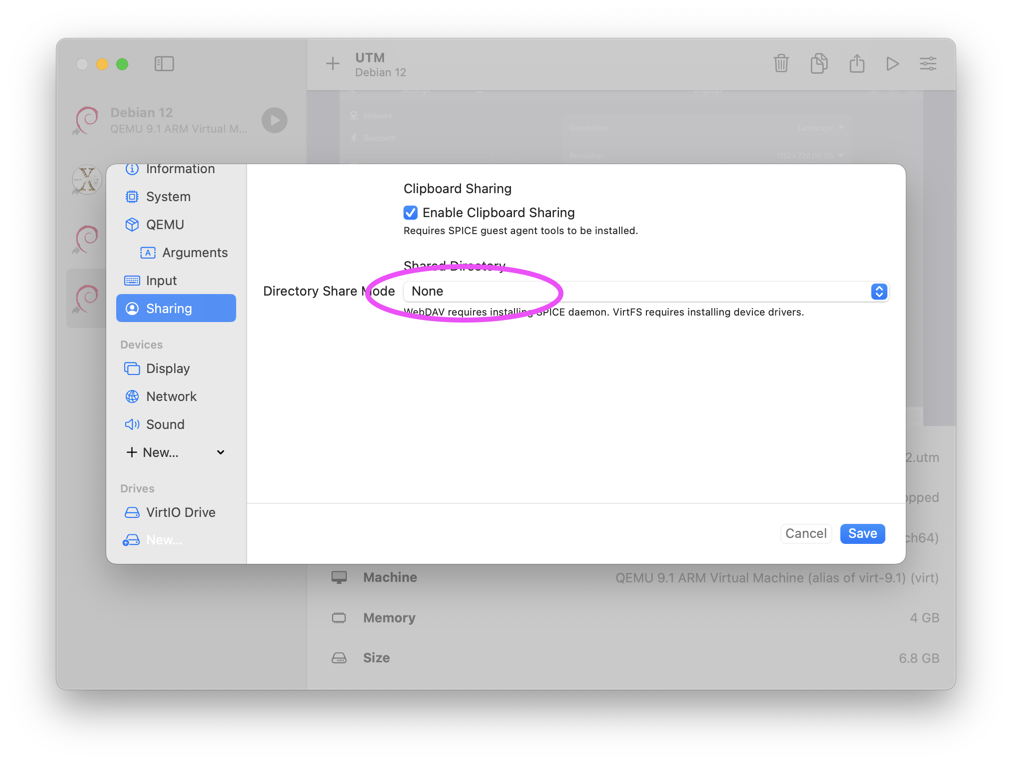 UTM
Debian 12
Debian 12
QEMU 9.1 ARM Virtual M...
Information
System
QEMU
Arguments
Input
Sharing
Devices
Display
Network
Sound
New...
Drives
VirtIO Drive
New...
Clipboard Sharing
Enable Clipboard Sharing
Requires SPICE guest agent tools to be installed.
Shared Directory
Directory Share Mode None
WebDAV requires installing SPICE daemon. VirtFS requires installing device drivers.
Cancel Save
2.utm
opped
ch64)
Machine QEMU 9.1 ARM Virtual Machine (alias of virt-9.1) (virt)
Memory 4 GB
Size 6.8 GB